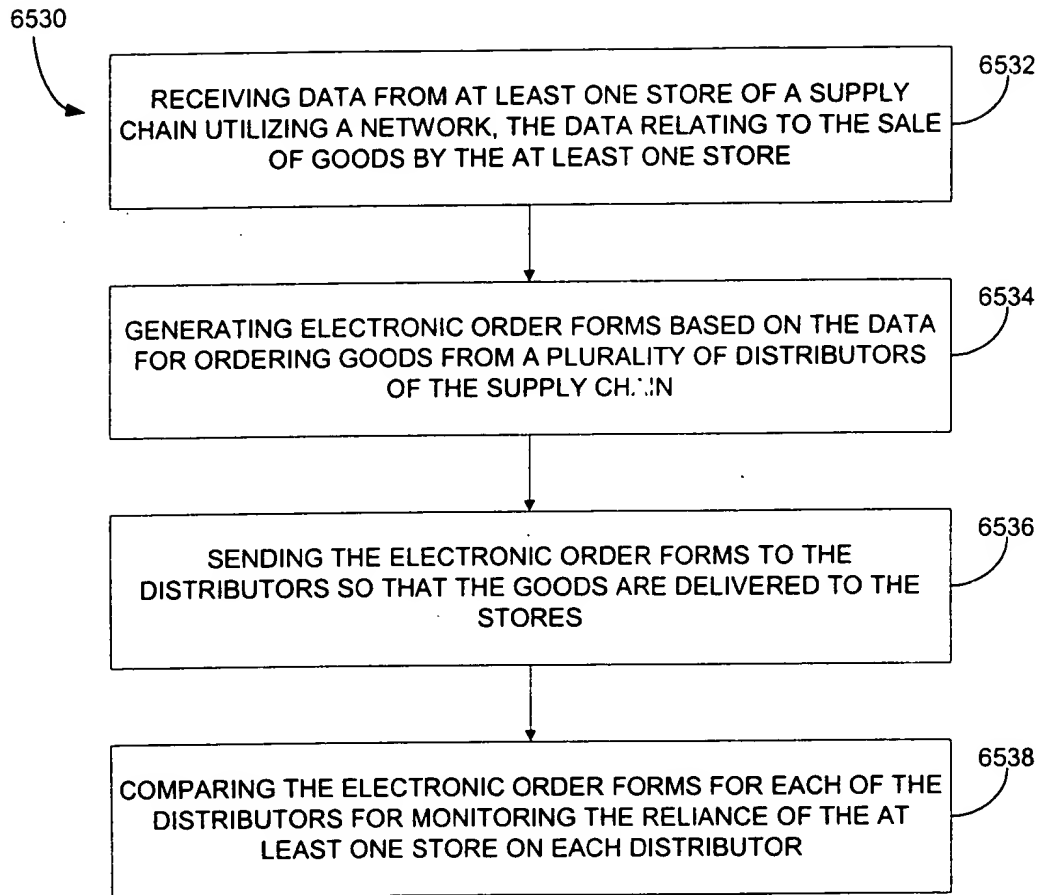 6530
6532
RECEIVING DATA FROM AT LEAST ONE STORE OF A SUPPLY
CHAIN UTILIZING A NETWORK, THE DATA RELATING TO THE SALE
OF GOODS BY THE AT LEAST ONE STORE
6534
GENERATING ELECTRONIC ORDER FORMS BASED ON THE DATA
FOR ORDERING GOODS FROM A PLURALITY OF DISTRIBUTORS
OF THE SUPPLY CHAIN
6536
SENDING THE ELECTRONIC ORDER FORMS TO THE
DISTRIBUTORS SO THAT THE GOODS ARE DELIVERED TO THE
STORES
6538
COMPARING THE ELECTRONIC ORDER FORMS FOR EACH OF THE
DISTRIBUTORS FOR MONITORING THE RELIANCE OF THE AT
LEAST ONE STORE ON EACH DISTRIBUTOR